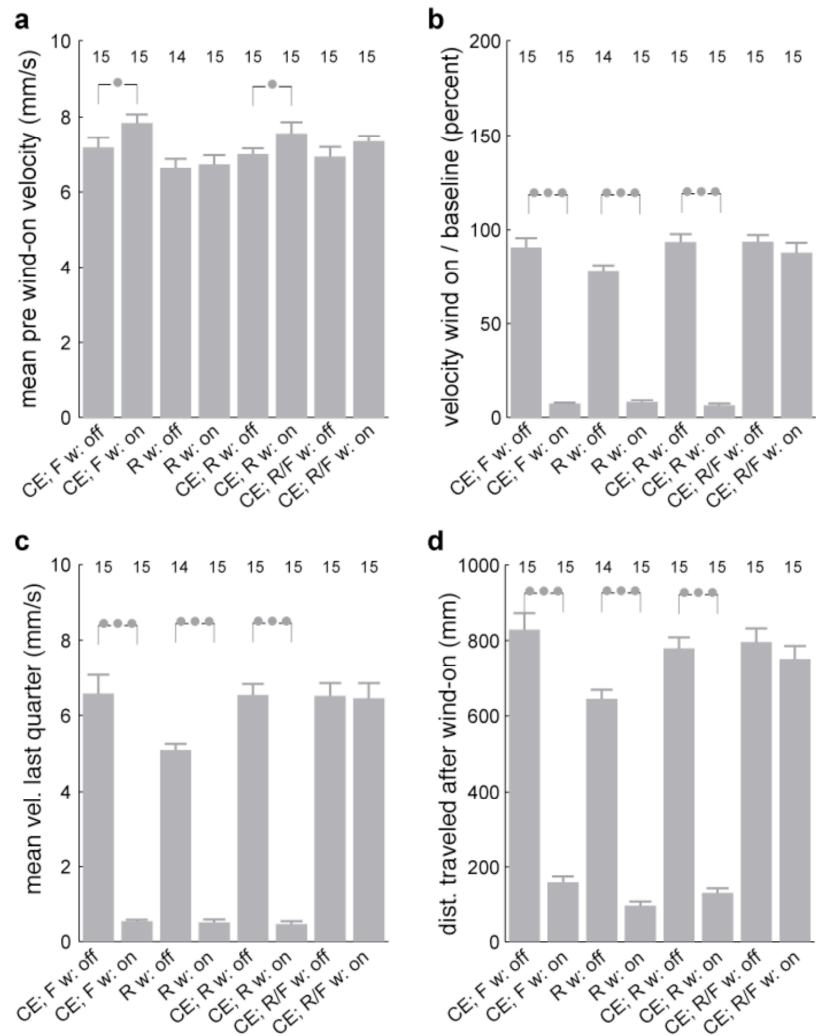 a
mean pre wind-on velocity (mm/s)
10
8
6
4
2
0
15 15 14 15 15 15 15 15
CE; F w: off
CE; F w: on
R w: off
R w: on
CE; R w: off
CE; R w: on
CE; R/F w: off
CE; R/F w: on
b
velocity wind on / baseline (percent)
200
150
100
50
0
15 15 14 15 15 15 15 15
CE; F w: off
CE; F w: on
R w: off
R w: on
CE; R w: off
CE; R w: on
CE; R/F w: off
CE; R/F w: on
c
mean vel. last quarter (mm/s)
10
8
6
4
2
0
15 15 14 15 15 15 15 15
CE; F w: off
CE; F w: on
R w: off
R w: on
CE; R w: off
CE; R w: on
CE; R/F w: off
CE; R/F w: on
d
dist. traveled after wind-on (mm)
1000
800
600
400
200
0
15 15 14 15 15 15 15 15
CE; F w: off
CE; F w: on
R w: off
R w: on
CE; R w: off
CE; R w: on
CE; R/F w: off
CE; R/F w: on